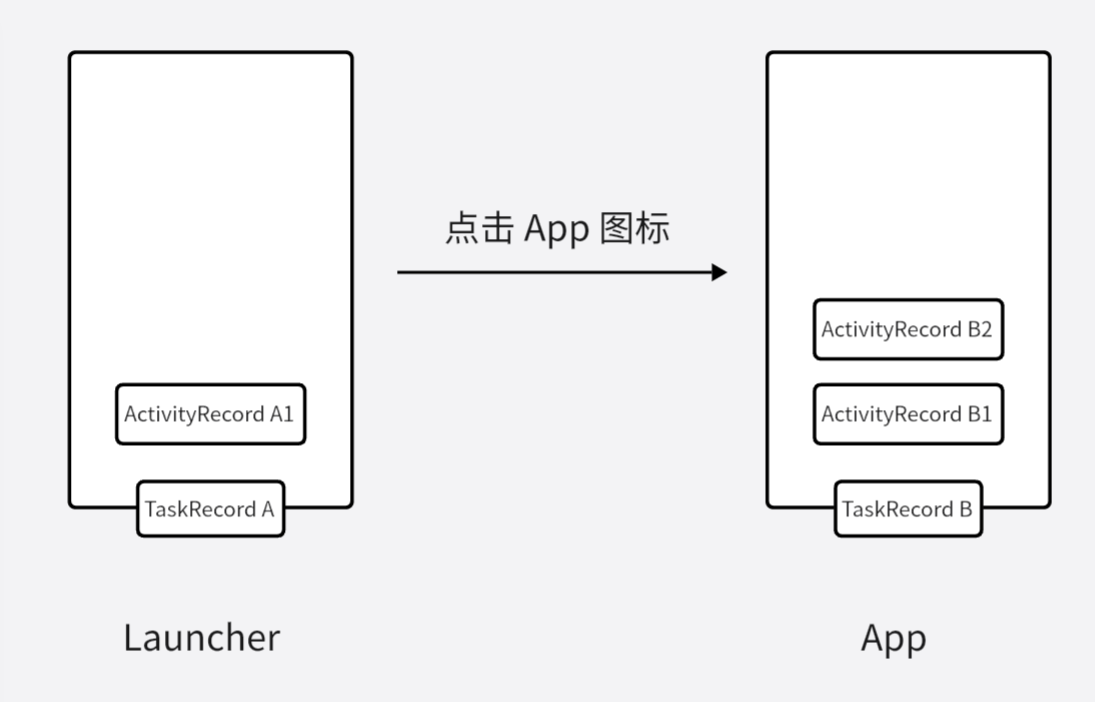 点击 App 图标
ActivityRecord B2
ActivityRecord A1
ActivityRecord B1
TaskRecord A
TaskRecord B
Launcher
App